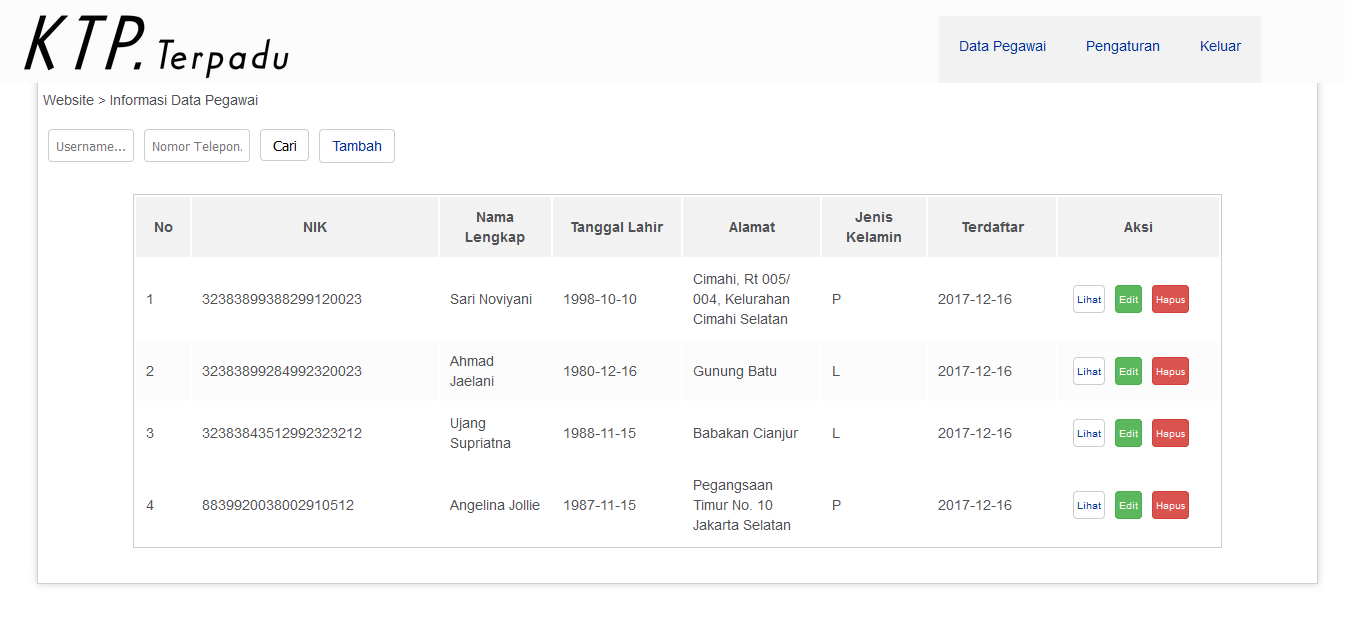 KTP. Terpadu
Data Pegawai Pengaturan Keluar
Website > Informasi Data Pegawai
Username... Nomor Telepon. Cari Tambah
No NIK Nama Lengkap Tanggal Lahir Alamat Jenis Kelamin Terdaftar Aksi
1 32383899388299120023 Sari Noviyani 1998-10-10 Cimahi, Rt 005/ 004, Kelurahan Cimahi Selatan P 2017-12-16 Lihat Edit Hapus
2 32383899284992320023 Ahmad Jaelani 1980-12-16 Gunung Batu L 2017-12-16 Lihat Edit Hapus
3 32383843512992323212 Ujang Supriatna 1988-11-15 Babakan Cianjur L 2017-12-16 Lihat Edit Hapus
4 8839920038002910512 Angelina Jollie 1987-11-15 Pegangsaan Timur No. 10 Jakarta Selatan P 2017-12-16 Lihat Edit Hapus